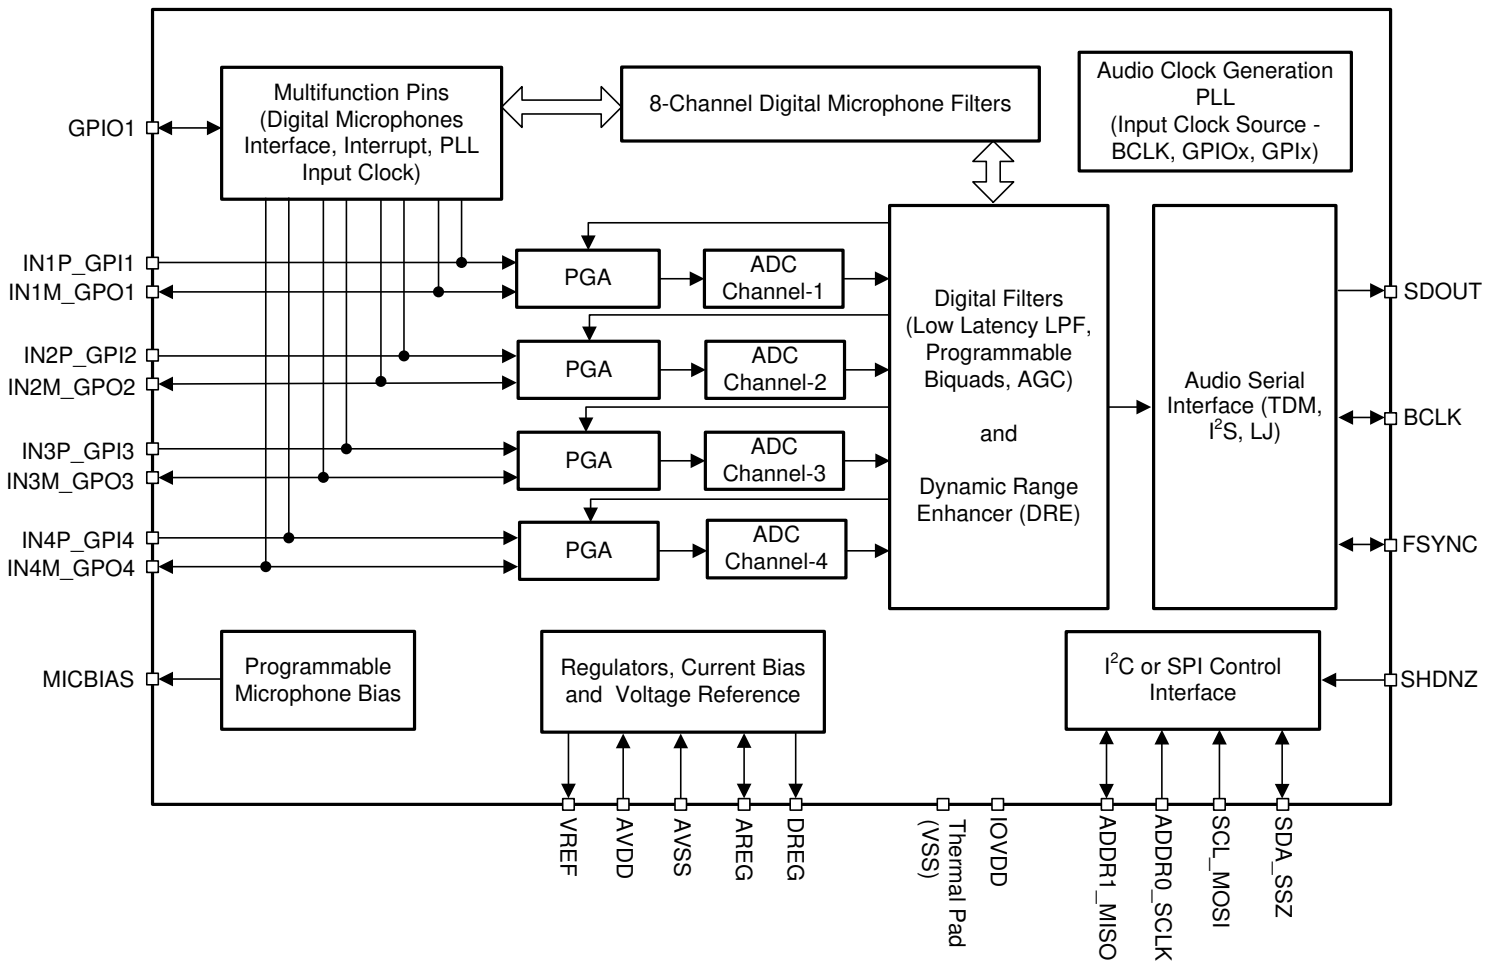 Multifunction Pins
(Digital Microphones
Interface, Interrupt, PLL
Input Clock)
8-Channel Digital Microphone Filters
Audio Clock Generation
PLL
(Input Clock Source -
BCLK, GPIOx, GPIx)
GPIO1
IN1P_GPI1
IN1M_GPO1
IN2P_GPI2
IN2M_GPO2
IN3P_GPI3
IN3M_GPO3
IN4P_GPI4
IN4M_GPO4
MICBIAS
PGA
ADC
Channel-1
PGA
ADC
Channel-2
PGA
ADC
Channel-3
PGA
ADC
Channel-4
Digital Filters
(Low Latency LPF,
Programmable
Biquads, AGC)
and
Dynamic Range
Enhancer (DRE)
Audio Serial
Interface (TDM,
I²S, LJ)
SDOUT
BCLK
FSYNC
SHDNZ
Programmable
Microphone Bias
Regulators, Current Bias
and Voltage Reference
I²C or SPI Control
Interface
VREF
AVDD
AVSS
AREG
DREG
Thermal Pad
(VSS)
IOVDD
ADDR1_MISO
ADDR0_SCLK
SCL_MOSI
SDA_SSZ